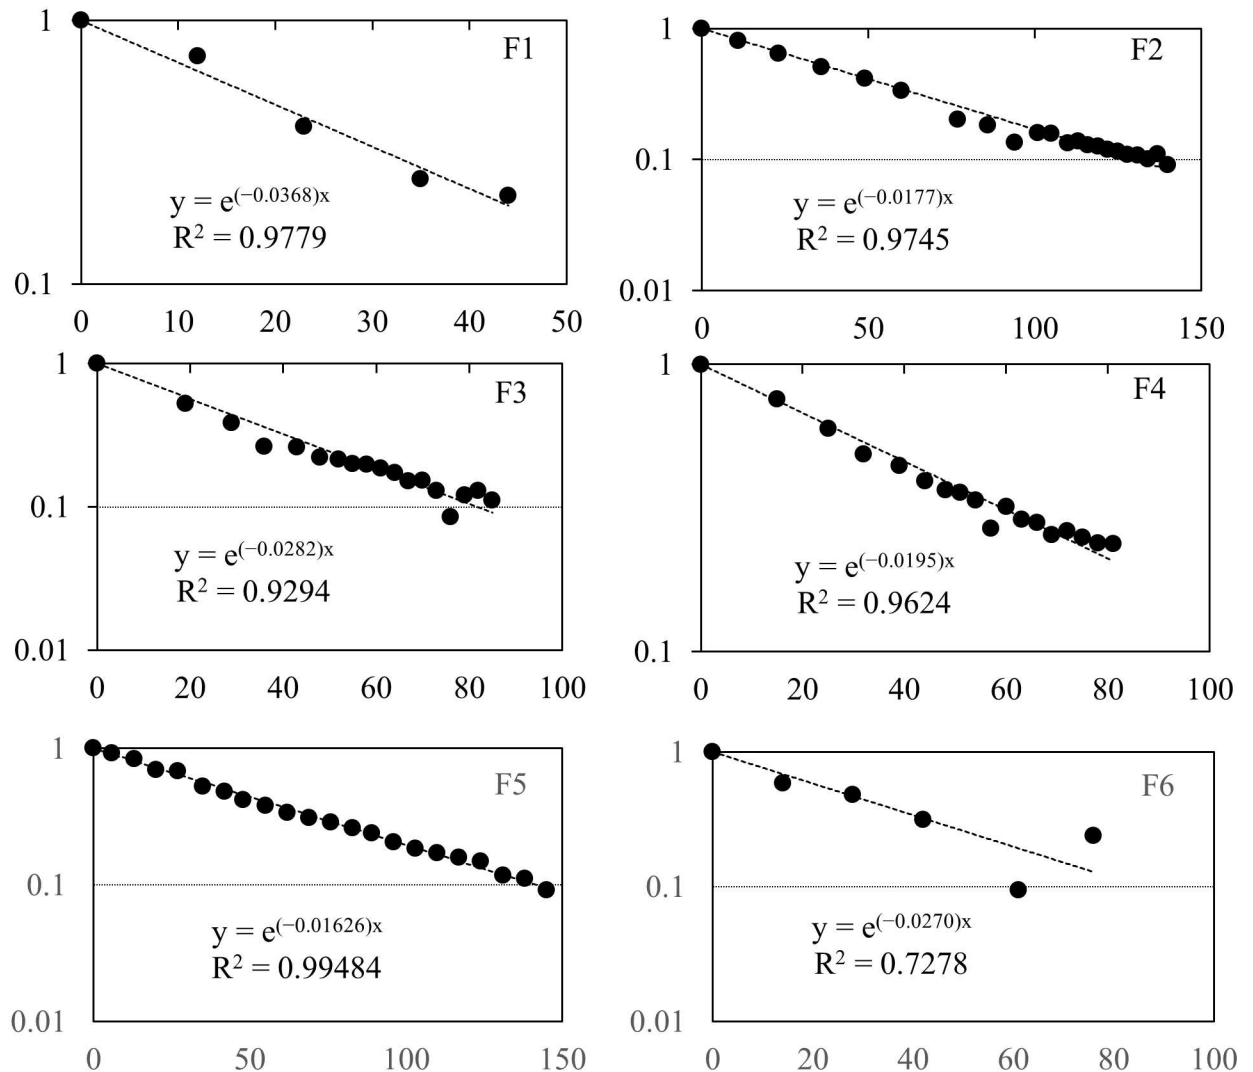 1
F1
y = e^(−0.0368)x
R² = 0.9779
0.1
0 10 20 30 40 50
1
F2
0.1
y = e^(−0.0177)x
R² = 0.9745
0.01
0 50 100 150
1
F3
0.1
y = e^(−0.0282)x
R² = 0.9294
0.01
0 20 40 60 80 100
1
F4
y = e^(−0.0195)x
R² = 0.9624
0.1
0 20 40 60 80 100
1
F5
0.1
y = e^(−0.01626)x
R² = 0.99484
0.01
0 50 100 150
1
F6
0.1
y = e^(−0.0270)x
R² = 0.7278
0.01
0 20 40 60 80 100